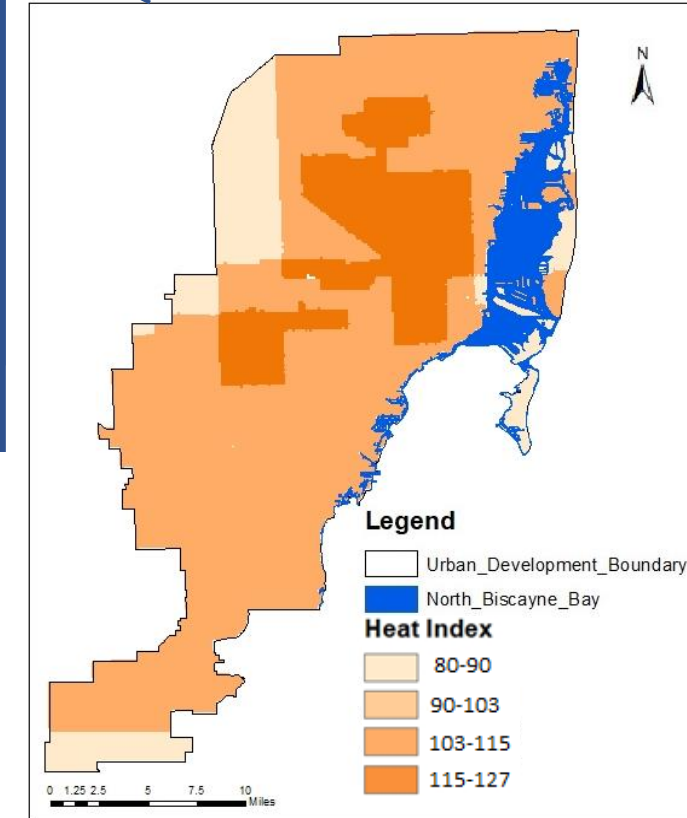 N
Legend
Urban_Development_Boundary
North_Biscayne_Bay
Heat Index
80-90
90-103
103-115
115-127
0 1.25 2.5 5 7.5 10
Miles